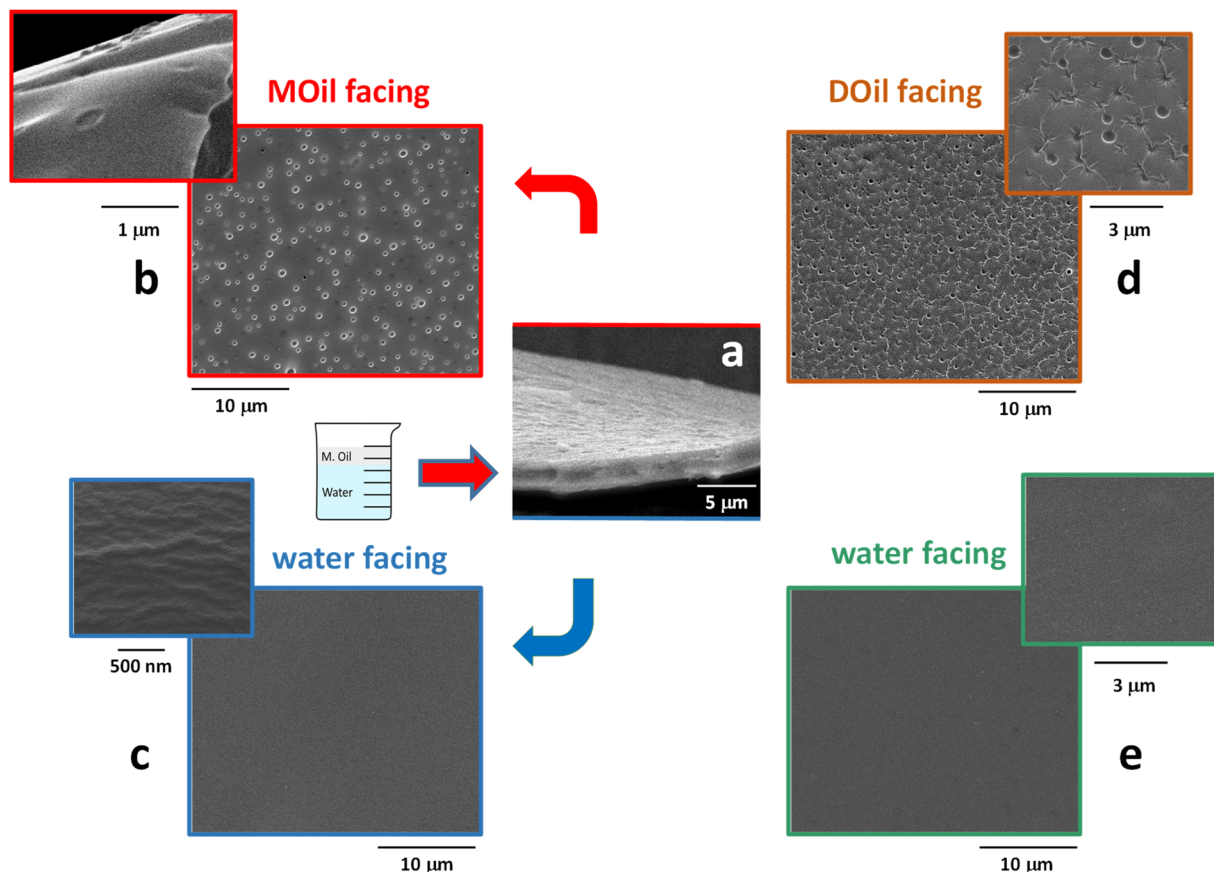 MOil facing
DOil facing
1 μm
3 μm
b
d
a
10 μm
10 μm
M. Oil
Water
5 μm
water facing
water facing
500 nm
3 μm
c
e
10 μm
10 μm